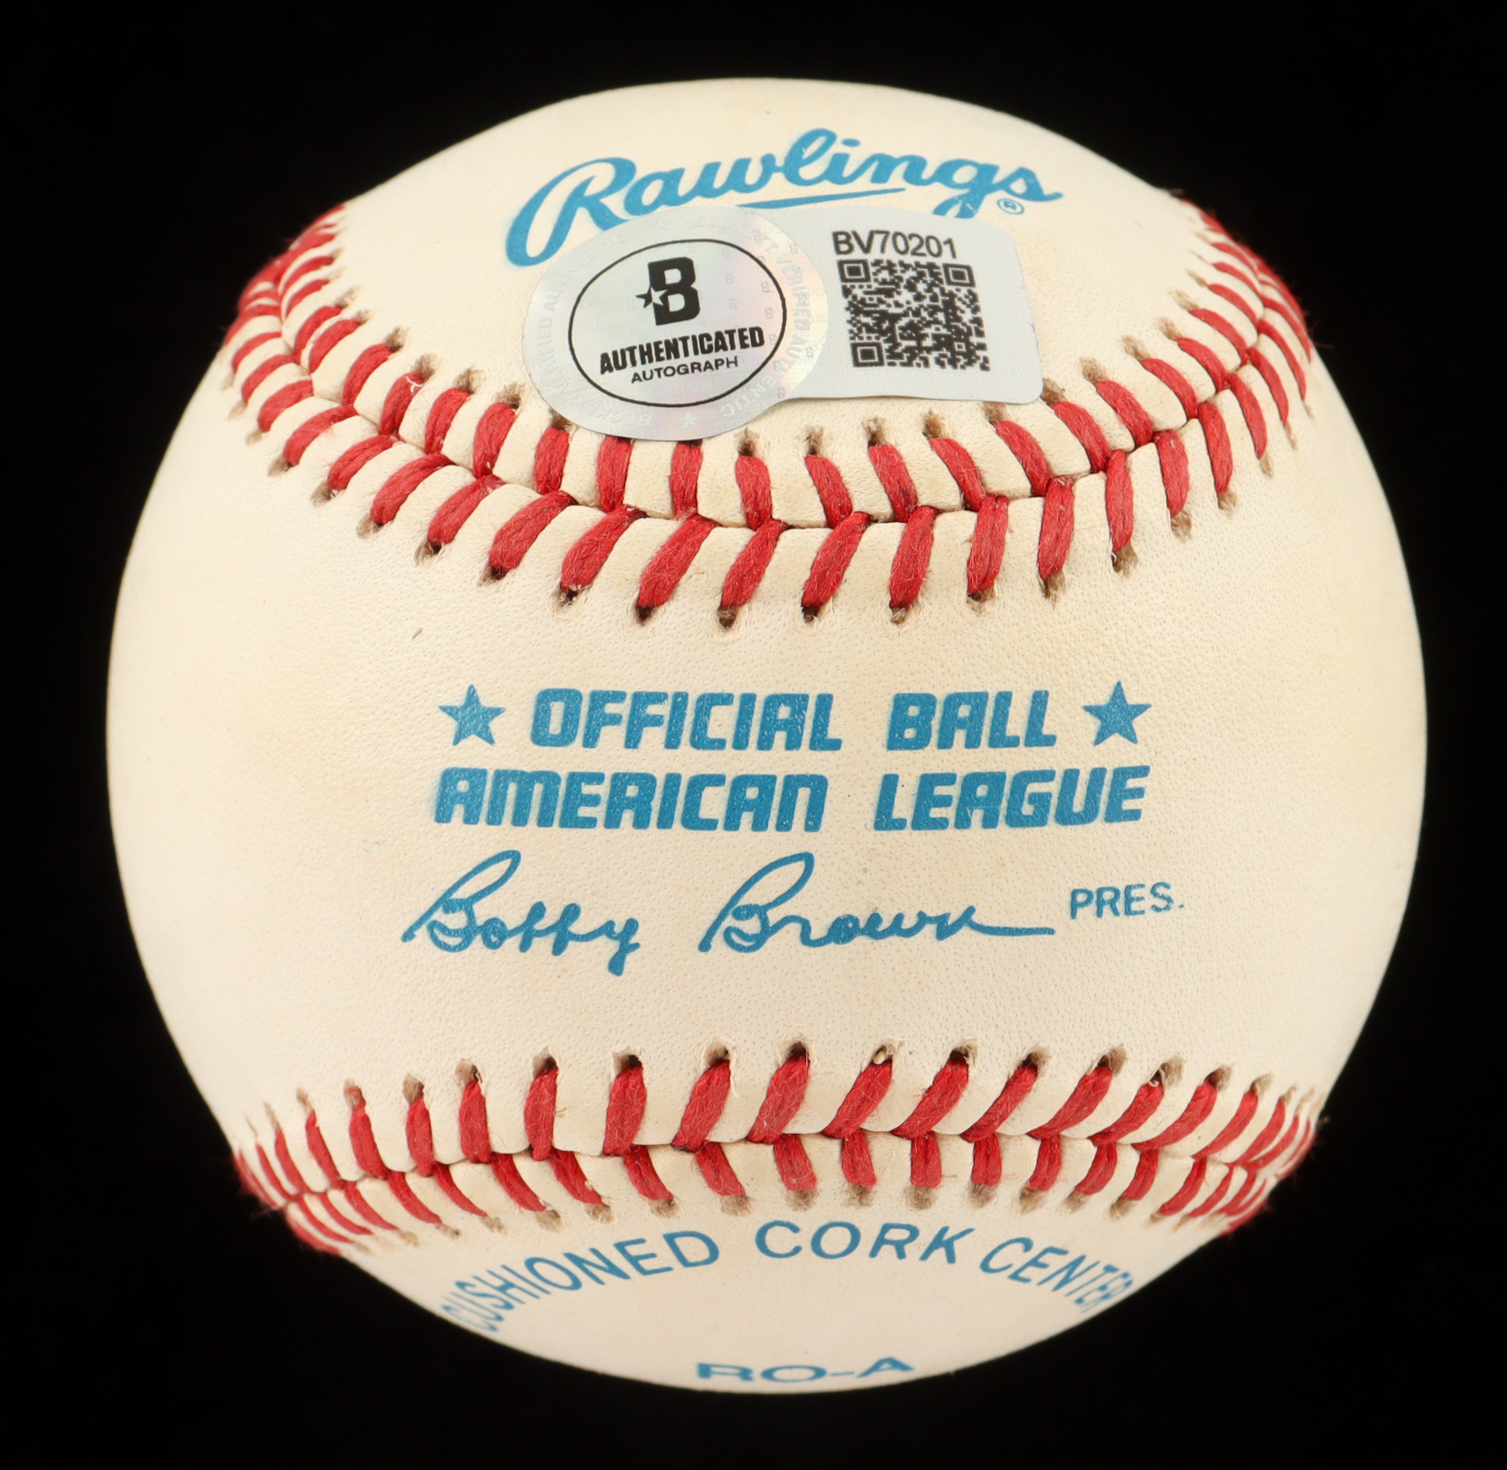 Rawlings®
BV70201
B
AUTHENTICATED
AUTOGRAPH
OFFICIAL BALL
AMERICAN LEAGUE
Bobby Brown PRES.
CUSHIONED CORK CENTER
RO-A